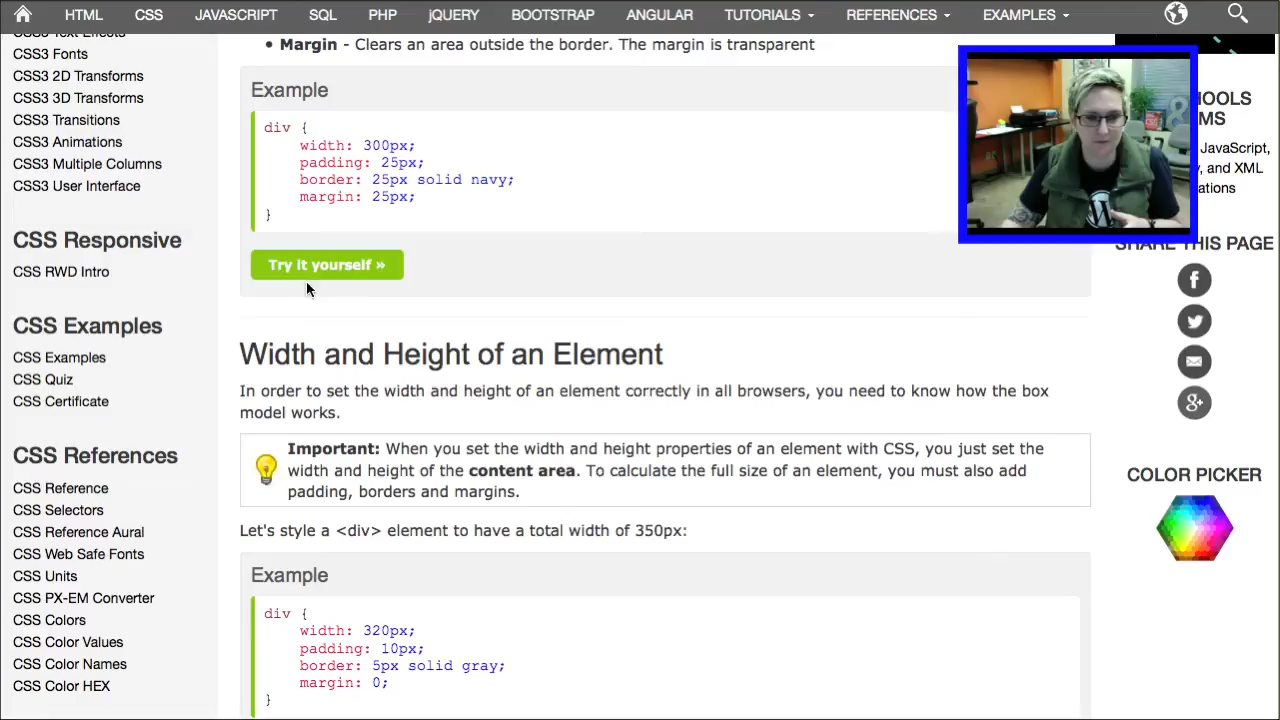 HTML CSS JAVASCRIPT SQL PHP jQUERY BOOTSTRAP ANGULAR TUTORIALS REFERENCES EXAMPLES
CSS3 Text Effects
CSS3 Fonts
CSS3 2D Transforms
CSS3 3D Transforms
CSS3 Transitions
CSS3 Animations
CSS3 Multiple Columns
CSS3 User Interface
CSS Responsive
CSS RWD Intro
CSS Examples
CSS Examples
CSS Quiz
CSS Certificate
CSS References
CSS Reference
CSS Selectors
CSS Reference Aural
CSS Web Safe Fonts
CSS Units
CSS PX-EM Converter
CSS Colors
CSS Color Values
CSS Color Names
CSS Color HEX
• Margin - Clears an area outside the border. The margin is transparent
Example
div {
width: 300px;
padding: 25px;
border: 25px solid navy;
margin: 25px;
}
Try it yourself »
Width and Height of an Element
In order to set the width and height of an element correctly in all browsers, you need to know how the box
model works.
Important: When you set the width and height properties of an element with CSS, you just set the
width and height of the content area. To calculate the full size of an element, you must also add
padding, borders and margins.
Let's style a <div> element to have a total width of 350px:
Example
div {
width: 320px;
padding: 10px;
border: 5px solid gray;
margin: 0;
}
JavaScript,
and XML
SHARE THIS PAGE
COLOR PICKER